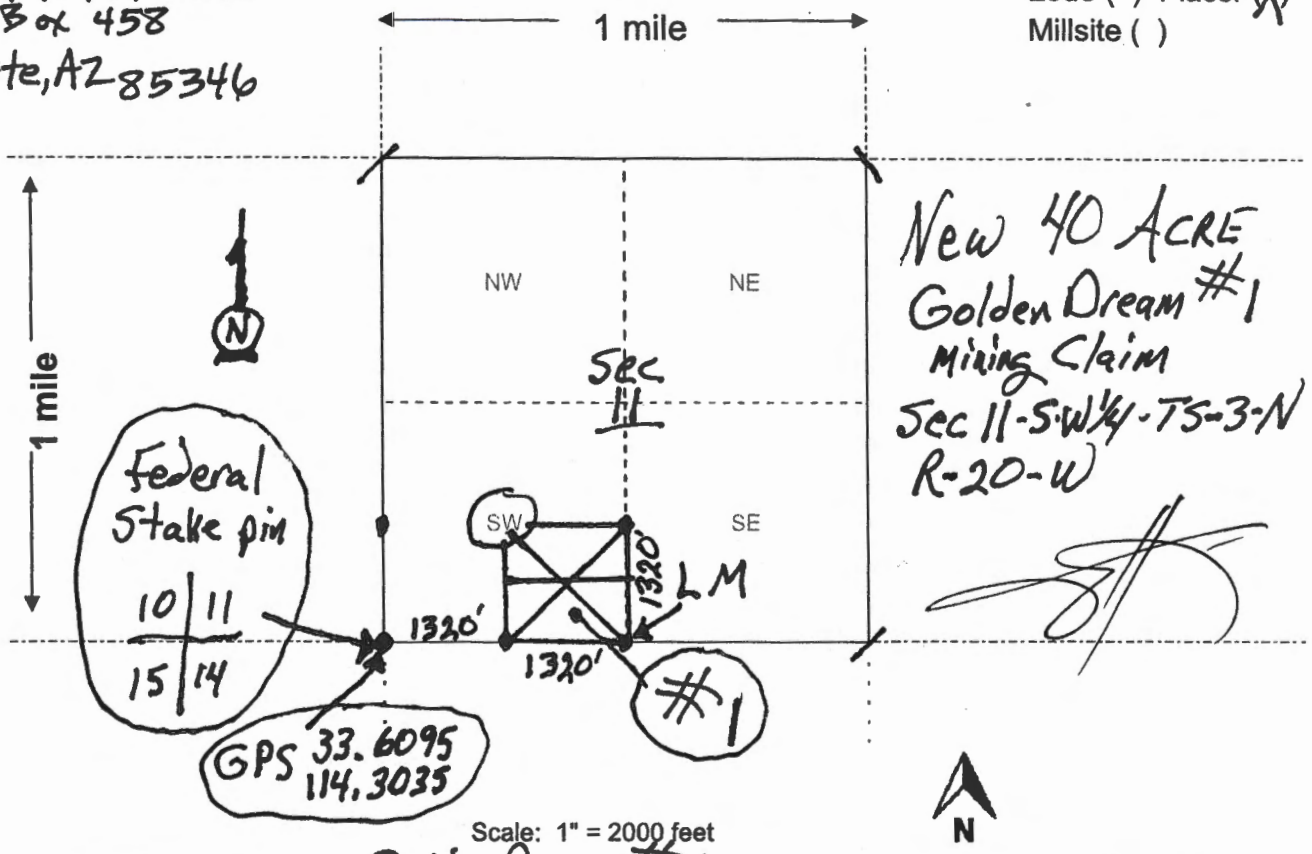 Box 458
te, AZ 85346
1 mile
Millsite ( )
1 mile
N
NW
NE
Sec
11
SW
SE
New 40 ACRE
Golden Dream #1
Mining Claim
Sec 11-S.W 1/4-TS-3-N
R-20-W
Federal
Stake pin
10 | 11
15 | 14
1320'
1320'
1320'
LM
#1
GPS 33.6095
114.3035
N
Scale: 1" = 2000 feet